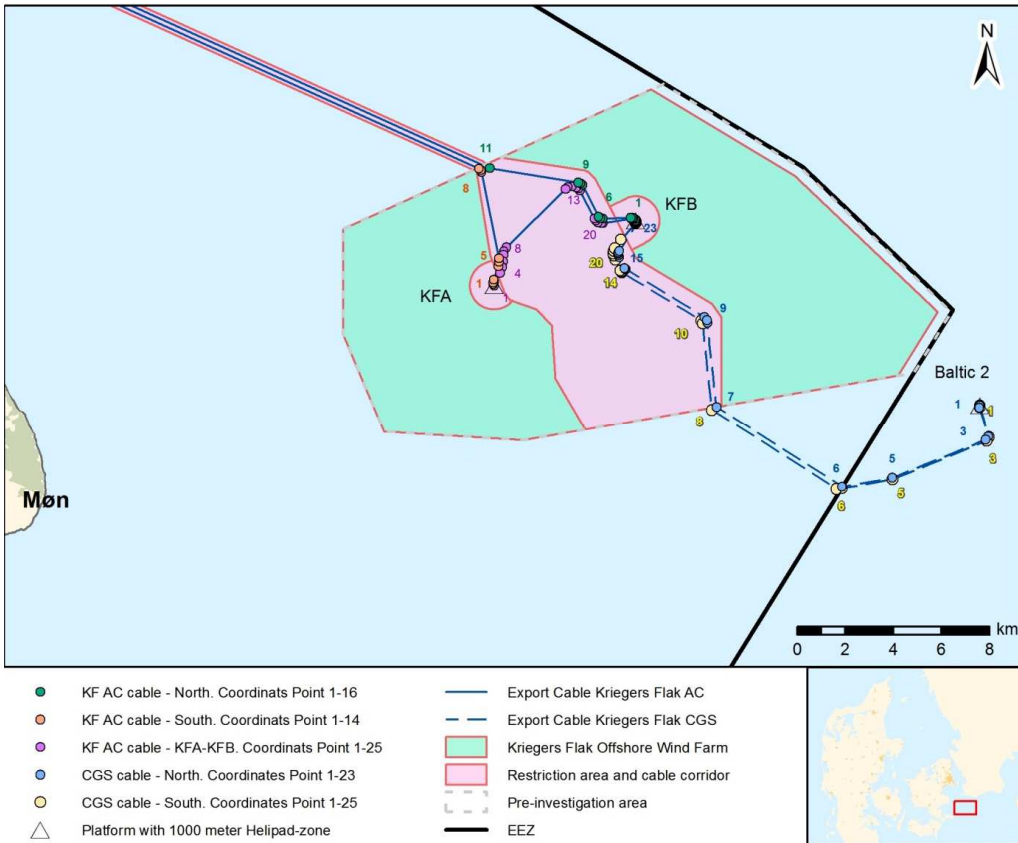 N
11
9
8
13
6
1
KFB
20
23
5
8
20
15
4
14
1
1
KFA
9
10
Baltic 2
7
1
1
8
3
3
6
5
5
6
Møn
km
0 2 4 6 8
KF AC cable - North. Coordinats Point 1-16
KF AC cable - South. Coordinats Point 1-14
KF AC cable - KFA-KFB. Coordinats Point 1-25
CGS cable - North. Coordinates Point 1-23
CGS cable - South. Coordinates Point 1-25
Platform with 1000 meter Helipad-zone
Export Cable Kriegers Flak AC
Export Cable Kriegers Flak CGS
Kriegers Flak Offshore Wind Farm
Restriction area and cable corridor
Pre-investigation area
EEZ